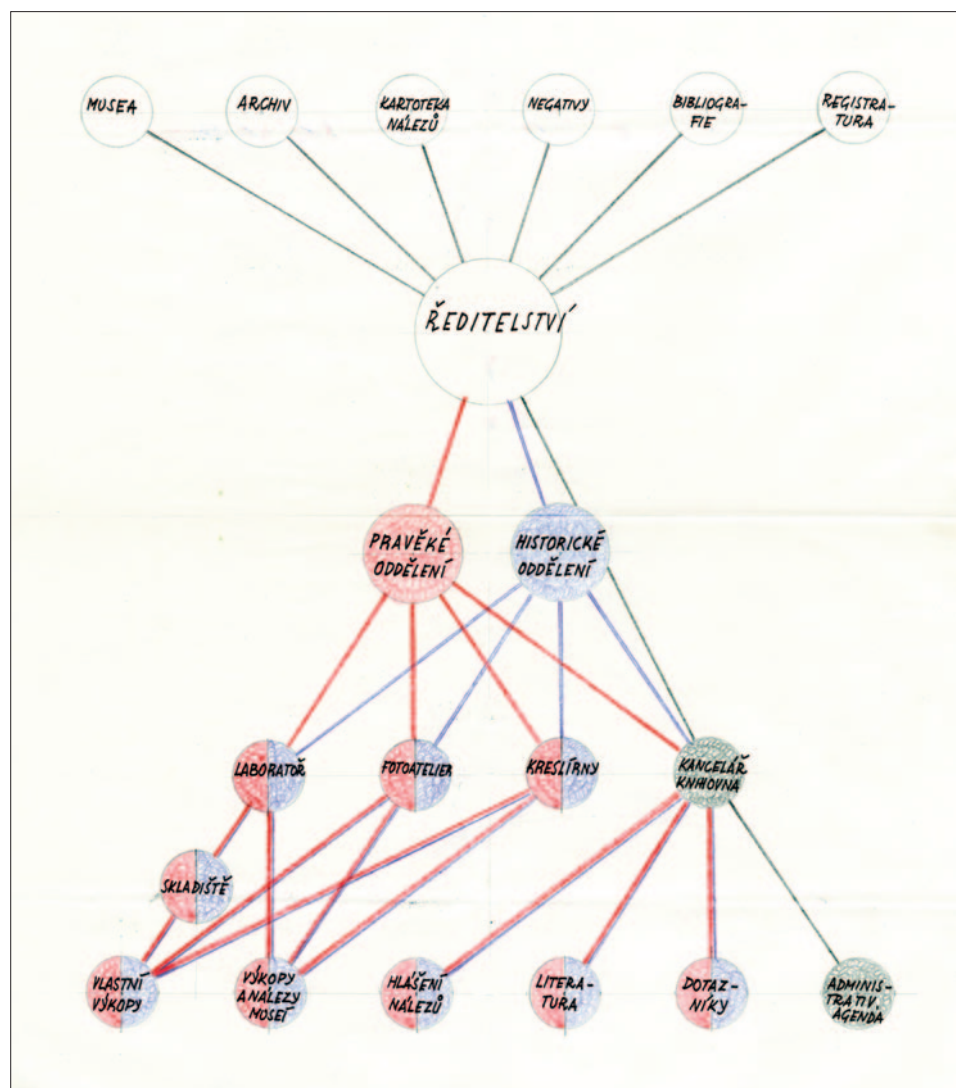 MUSEA
ARCHIV
KARTOTEKA
NÁLEZŮ
NEGATIVY
BIBLIOGRA-
FIE
REGISTRA-
TURA
ŘEDITELSTVÍ
PRAVĚKÉ
ODDĚLENÍ
HISTORICKÉ
ODDĚLENÍ
LABORATOŘ
FOTOATELIER
KRESLÍRNY
KANCELÁŘ
KNIHOVNA
SKLADIŠTĚ
VLASTNÍ
VÝKOPY
VÝKOPY
A NÁLEZY
MUSEÍ
HLÁŠENÍ
NÁLEZŮ
LITERA-
TURA
DOTAZ-
NÍKY
ADMINIS-
TRATIV.
AGENDA